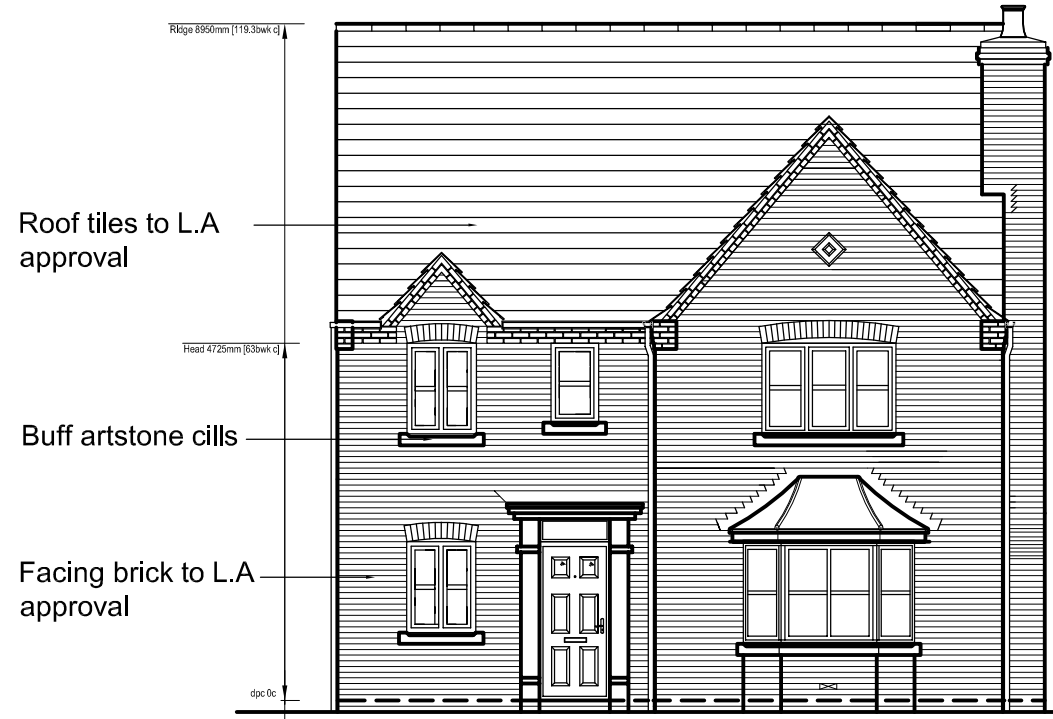 Ridge 8950mm [119.3bwk c]
Roof tiles to L.A
approval
Head 4725mm [63bwk c]
Buff artstone cills
Facing brick to L.A
approval
dpc 0c